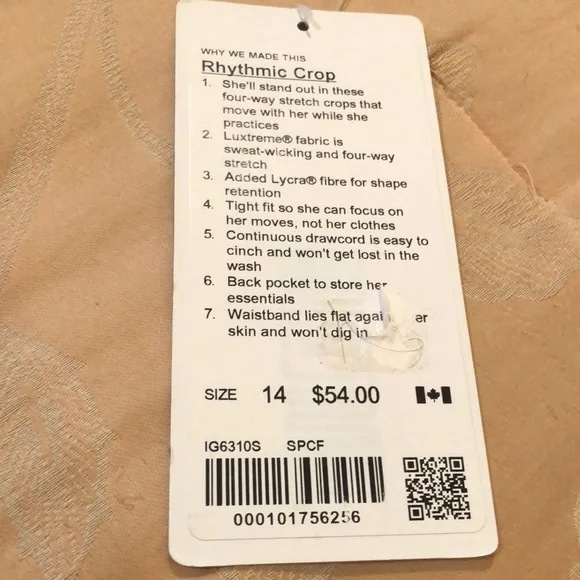 WHY WE MADE THIS
Rhythmic Crop
1. She'll stand out in these
four-way stretch crops that
move with her while she
practices
2. Luxtreme® fabric is
sweat-wicking and four-way
stretch
3. Added Lycra® fibre for shape
retention
4. Tight fit so she can focus on
her moves, not her clothes
5. Continuous drawcord is easy to
cinch and won't get lost in the
wash
6. Back pocket to store her
essentials
7. Waistband lies flat
skin and won't dig in
SIZE 14 $54.00
IG6310S SPCF
000101756256